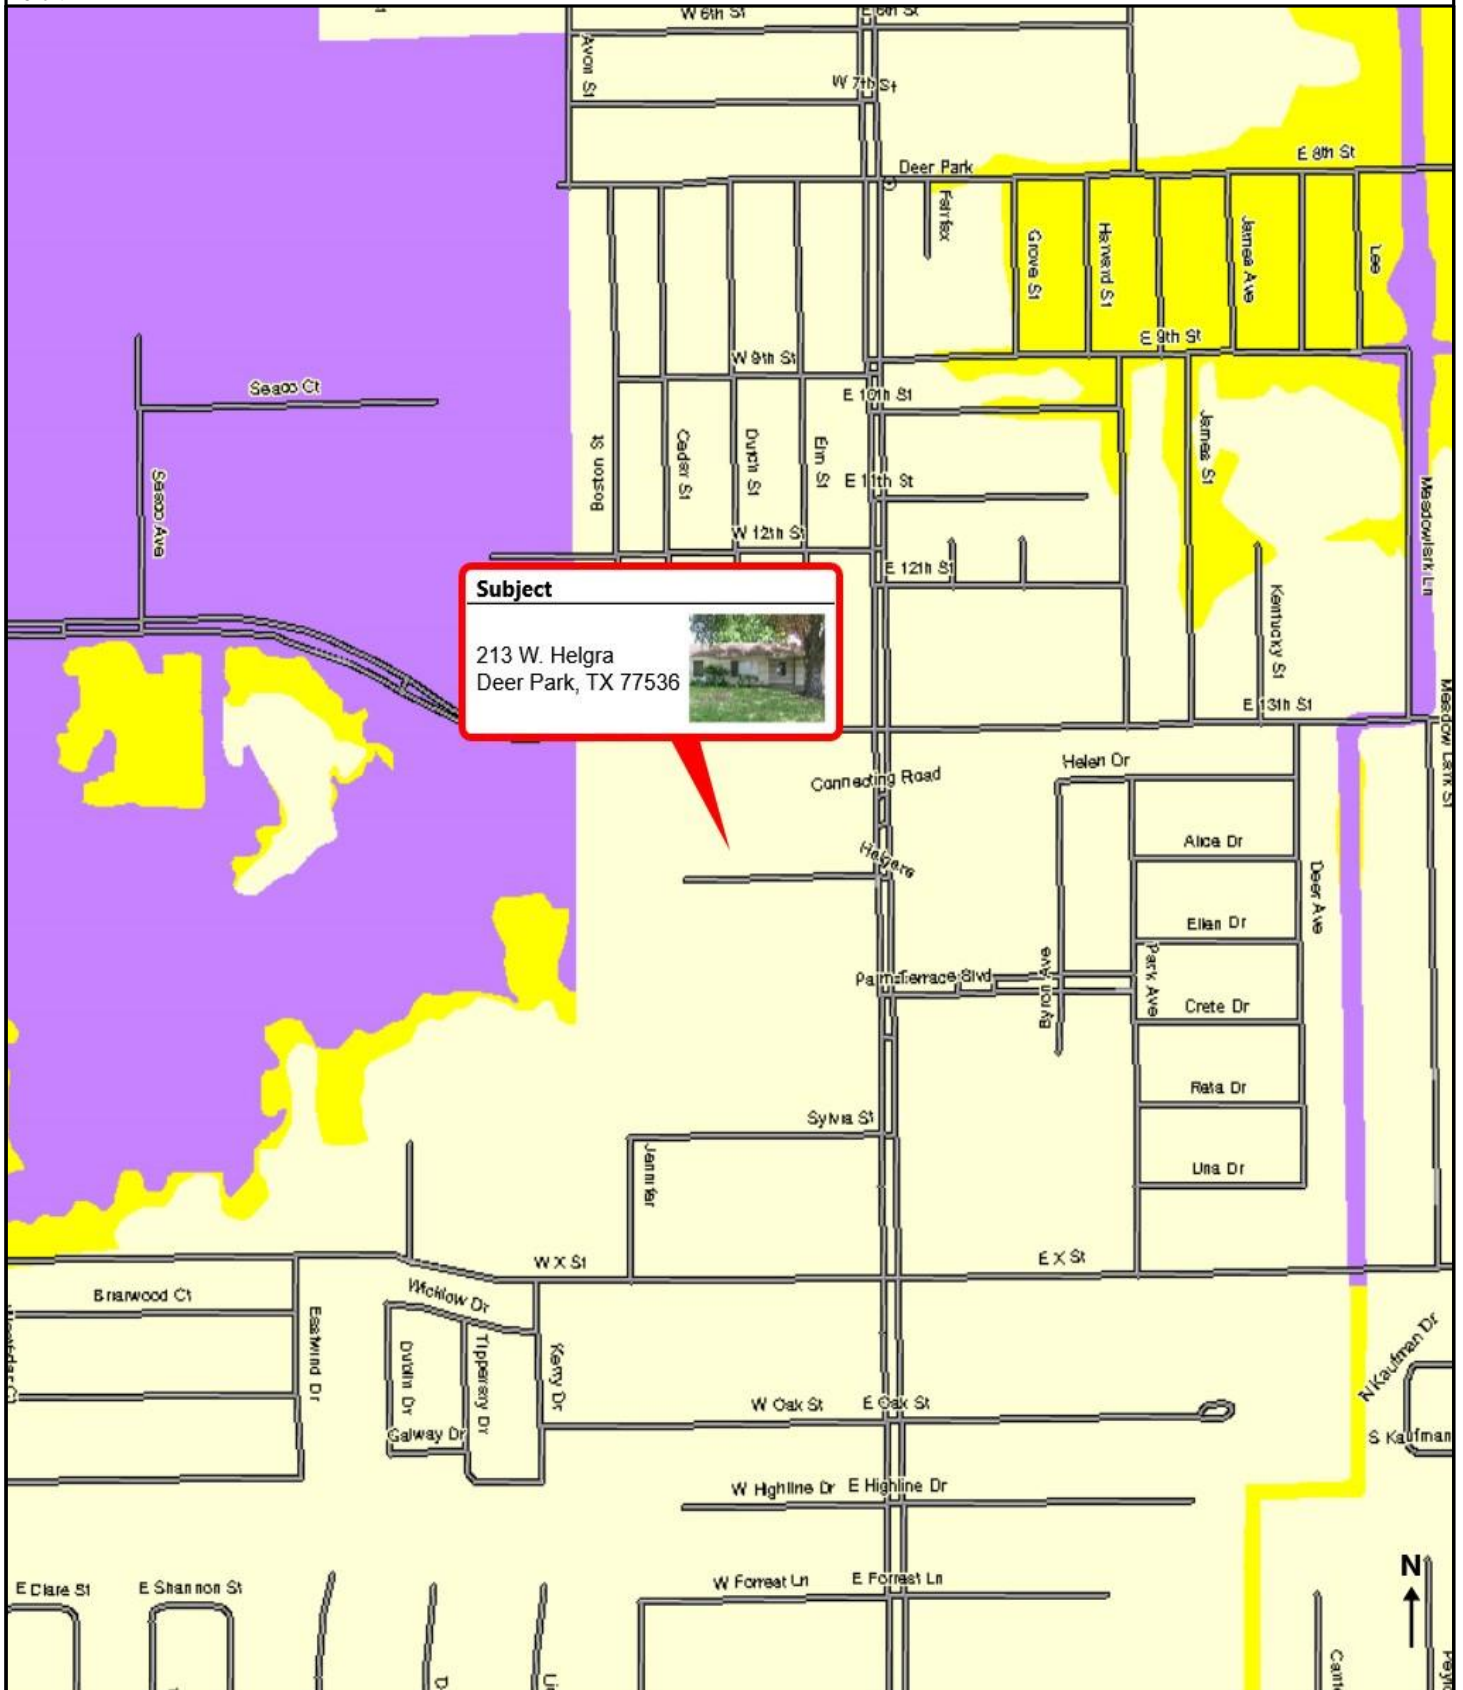 W 6th St
E 6th St
Avon St
W 7th St
Deer Park
E 8th St
Fairfax
Grove St
Harvard St
James Ave
Lee
E 9th St
W 9th St
Seaco Ct
E 10th St
Seaco Ave
Boston St
Cedar St
Dutch St
Elm St
E 11th St
James St
Meadowlark Ln
W 12th St
E 12th St
Kentucky St
Subject
213 W. Helgra
Deer Park, TX 77536
E 13th St
Meadow Lark St
Helen Dr
Connecting Road
Alice Dr
Helgers
Deer Ave
Ellen Dr
Palm Terrace Blvd
Byron Ave
Park Ave
Crete Dr
Reta Dr
Sylvia St
Jennifer
Una Dr
W X St
E X St
Briarwood Ct
Wicklow Dr
Eastwind Dr
Dublin Dr
Tipperary Dr
Kerry Dr
N Kaufman Dr
W Oak St
E Oak St
Galway Dr
S Kaufman
W Highline Dr
E Highline Dr
N
E Clare St
E Shannon St
W Forrest Ln
E Forrest Ln